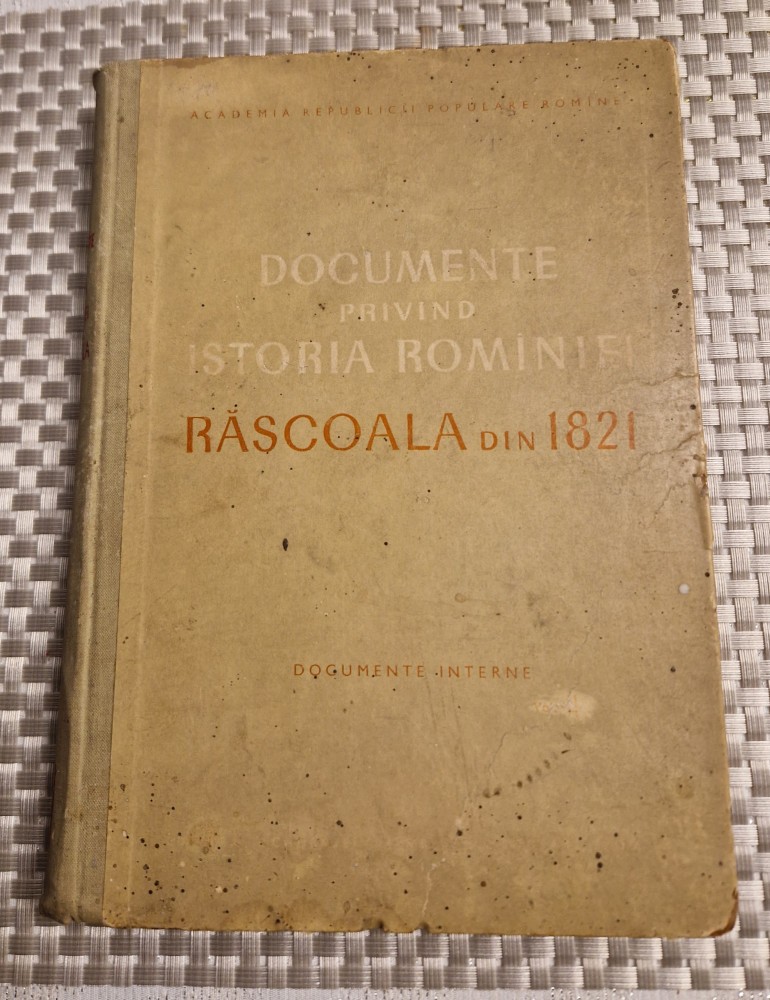 ACADEMIA REPUBLICII POPULARE ROMÎNE
DOCUMENTE
PRIVIND
ISTORIA ROMÎNIEI
RĂSCOALA DIN 1821
DOCUMENTE INTERNE